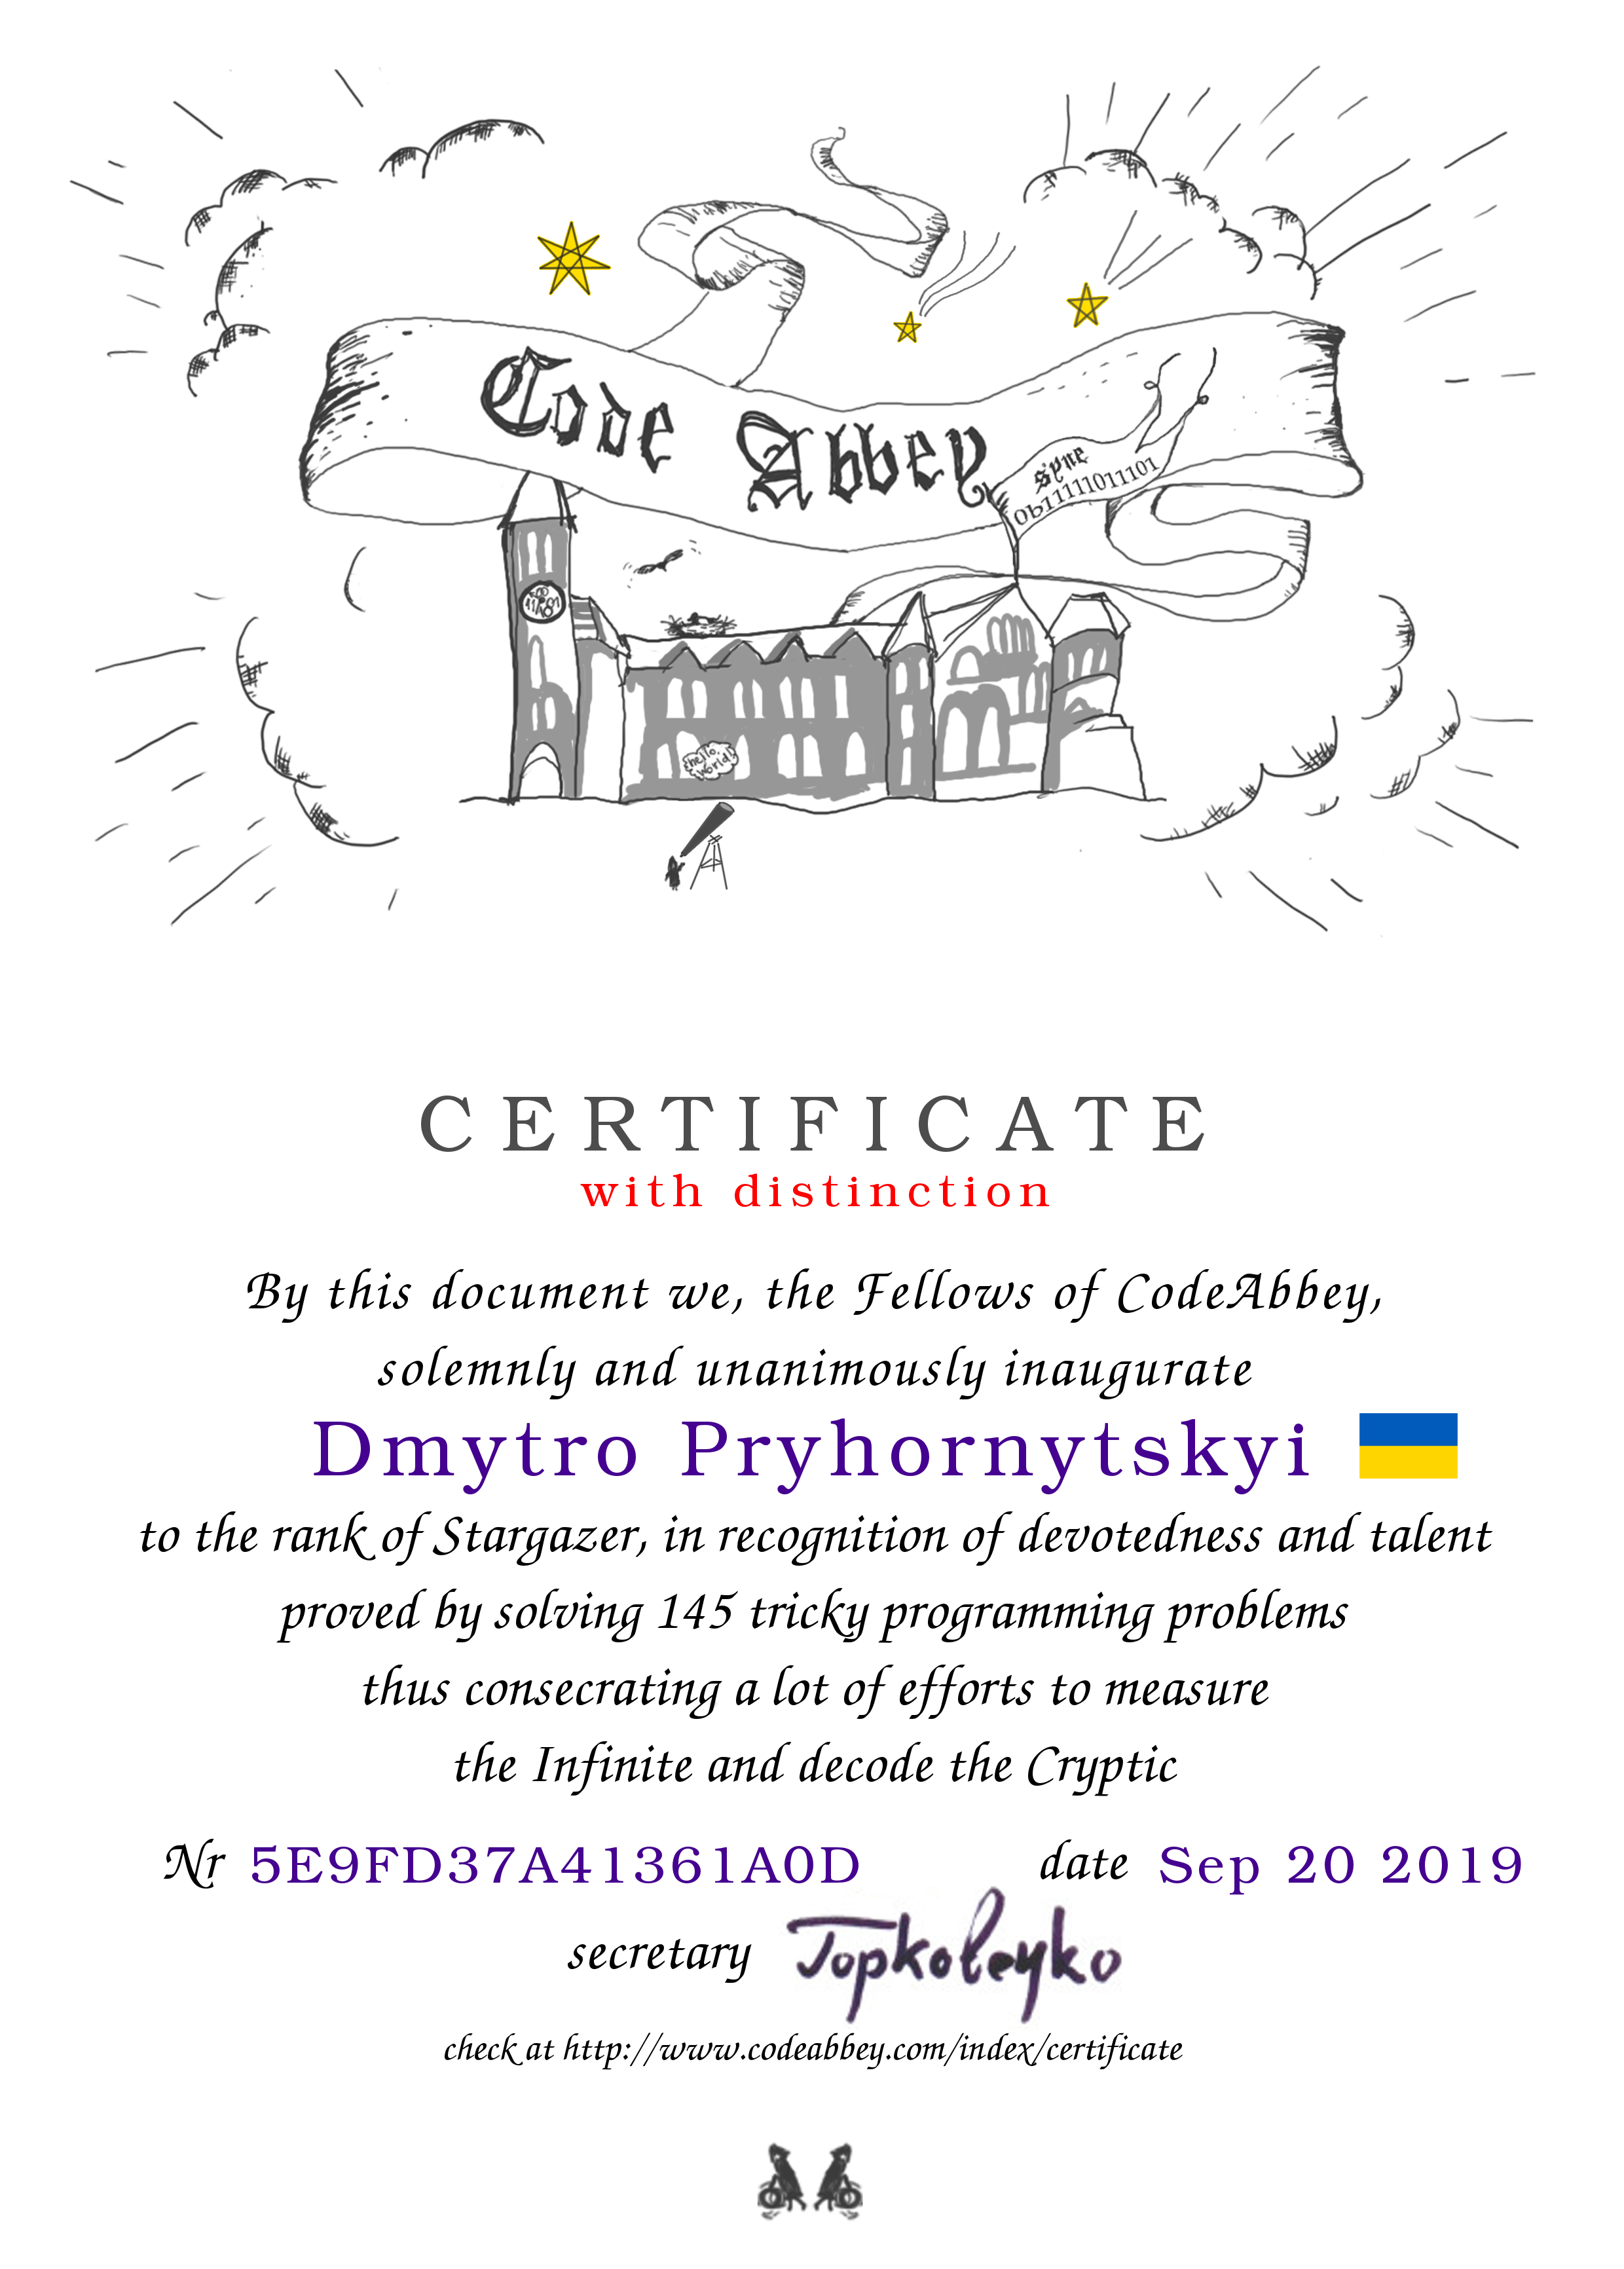 Code Abbey
sync
0b11111011101
hello,
world!
CERTIFICATE
with distinction
By this document we, the Fellows of CodeAbbey,
solemnly and unanimously inaugurate
Dmytro Pryhornytskyi
to the rank of Stargazer, in recognition of devotedness and talent
proved by solving 145 tricky programming problems
thus consecrating a lot of efforts to measure
the Infinite and decode the Cryptic
Nr 5E9FD37A41361A0D date Sep 20 2019
secretary
check at http://www.codeabbey.com/index/certificate